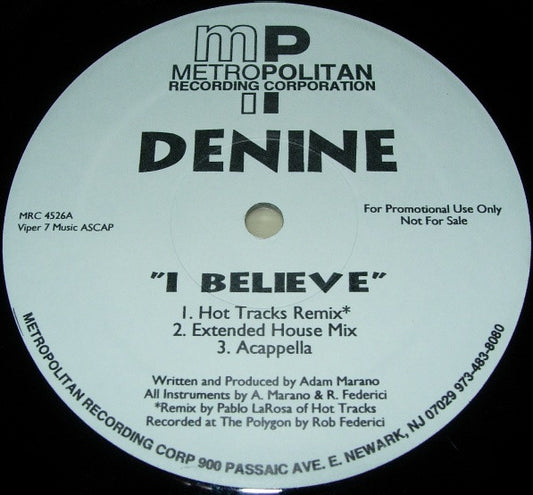 mP
METROPOLITAN
RECORDING CORPORATION
DENINE
MRC 4526A
Viper 7 Music ASCAP
For Promotional Use Only
Not For Sale
"I BELIEVE"
1. Hot Tracks Remix*
2. Extended House Mix
3. Acappella
Written and Produced by Adam Marano
All Instruments by A. Marano & R. Federici
*Remix by Pablo LaRosa of Hot Tracks
Recorded at The Polygon by Rob Federici
METROPOLITAN RECORDING CORP 900 PASSAIC AVE. E. NEWARK, NJ 07029 973-483-8080